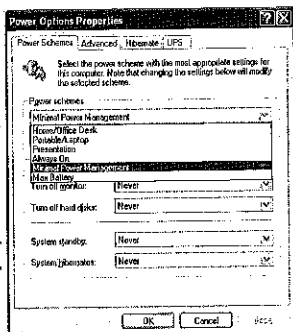 Power Options Properties
Power Schemes Advanced Hibernate UPS
Select the power scheme with the most appropriate settings for
this computer. Note that changing the settings below will modify
the selected scheme.
Power schemes
Minimal Power Management
Home/Office Desk
Portable/Laptop
Presentation
Always On
Minimal Power Management
Max Battery
Turn off monitor: Never
Turn off hard disks: Never
System standby: Never
System hibernates: Never
OK Cancel Apply